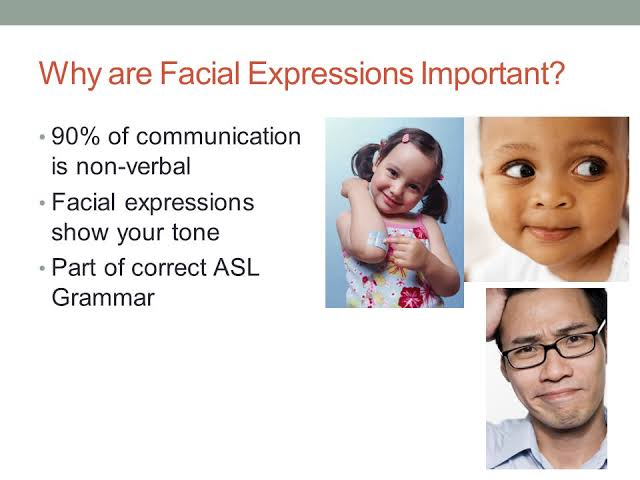 Why are Facial Expressions Important?
• 90% of communication
is non-verbal
• Facial expressions
show your tone
• Part of correct ASL
Grammar